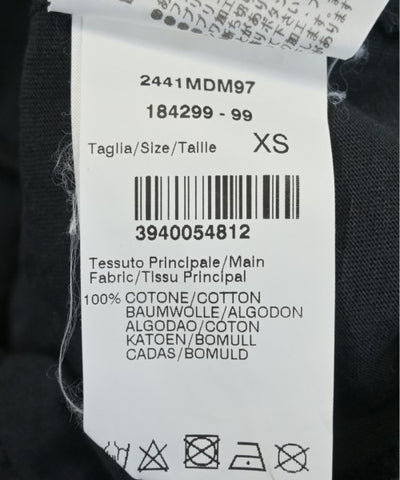 2441MDM97
184299 - 99
Taglia/Size/Taille XS
3940054812
Tessuto Principale/Main
Fabric/Tissu Principal
100% COTONE/COTTON
BAUMWOLLE/ALGODON
ALGODAO/COTON
KATOEN/BOMULL
CADAS/BOMULD